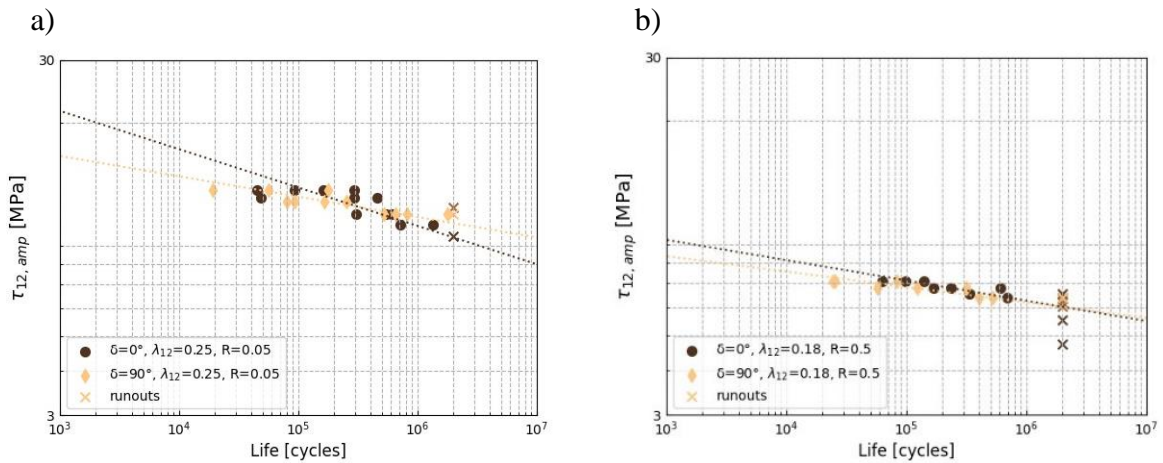 a)
30
3
τ12, amp [MPa]
δ=0°, λ12=0.25, R=0.05
δ=90°, λ12=0.25, R=0.05
runouts
10³ 10⁴ 10⁵ 10⁶ 10⁷
Life [cycles]
b)
30
3
τ12, amp [MPa]
δ=0°, λ12=0.18, R=0.5
δ=90°, λ12=0.18, R=0.5
runouts
10³ 10⁴ 10⁵ 10⁶ 10⁷
Life [cycles]